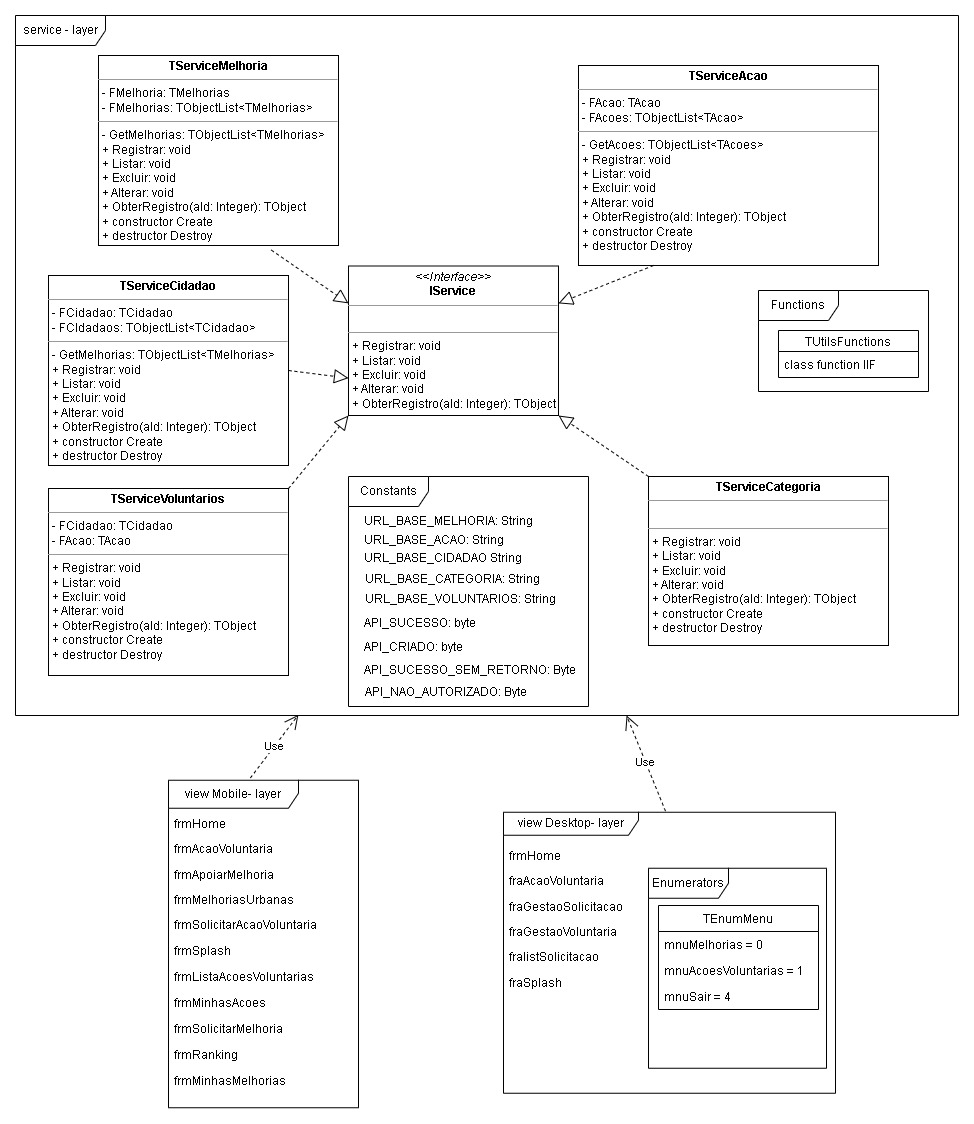 service - layer
TServiceMelhoria
- FMelhoria: TMelhorias
- FMelhorias: TObjectList<TMelhorias>
- GetMelhorias: TObjectList<TMelhorias>
+ Registrar: void
+ Listar: void
+ Excluir: void
+ Alterar: void
+ ObterRegistro(aId: Integer): TObject
+ constructor Create
+ destructor Destroy
TServiceAcao
- FAcao: TAcao
- FAcoes: TObjectList<TAcao>
- GetAcoes: TObjectList<TAcoes>
+ Registrar: void
+ Listar: void
+ Excluir: void
+ Alterar: void
+ ObterRegistro(aId: Integer): TObject
+ constructor Create
+ destructor Destroy
TServiceCidadao
- FCidadao: TCidadao
- FCIdadaos: TObjectList<TCidadao>
- GetMelhorias: TObjectList<TMelhorias>
+ Registrar: void
+ Listar: void
+ Excluir: void
+ Alterar: void
+ ObterRegistro(aId: Integer): TObject
+ constructor Create
+ destructor Destroy
<<Interface>>
IService
+ Registrar: void
+ Listar: void
+ Excluir: void
+ Alterar: void
+ ObterRegistro(aId: Integer): TObject
Functions
TUtilsFunctions
class function IIF
TServiceVoluntarios
- FCidadao: TCidadao
- FAcao: TAcao
+ Registrar: void
+ Listar: void
+ Excluir: void
+ Alterar: void
+ ObterRegistro(aId: Integer): TObject
+ constructor Create
+ destructor Destroy
Constants
URL_BASE_MELHORIA: String
URL_BASE_ACAO: String
URL_BASE_CIDADAO String
URL_BASE_CATEGORIA: String
URL_BASE_VOLUNTARIOS: String
API_SUCESSO: byte
API_CRIADO: byte
API_SUCESSO_SEM_RETORNO: Byte
API_NAO_AUTORIZADO: Byte
TServiceCategoria
+ Registrar: void
+ Listar: void
+ Excluir: void
+ Alterar: void
+ ObterRegistro(aId: Integer): TObject
+ constructor Create
+ destructor Destroy
Use
Use
view Mobile- layer
frmHome
frmAcaoVoluntaria
frmApoiarMelhoria
frmMelhoriasUrbanas
frmSolicitarAcaoVoluntaria
frmSplash
frmListaAcoesVoluntarias
frmMinhasAcoes
frmSolicitarMelhoria
frmRanking
frmMinhasMelhorias
view Desktop- layer
frmHome
fraAcaoVoluntaria
fraGestaoSolicitacao
fraGestaoVoluntaria
fralistSolicitacao
fraSplash
Enumerators
TEnumMenu
mnuMelhorias = 0
mnuAcoesVoluntarias = 1
mnuSair = 4